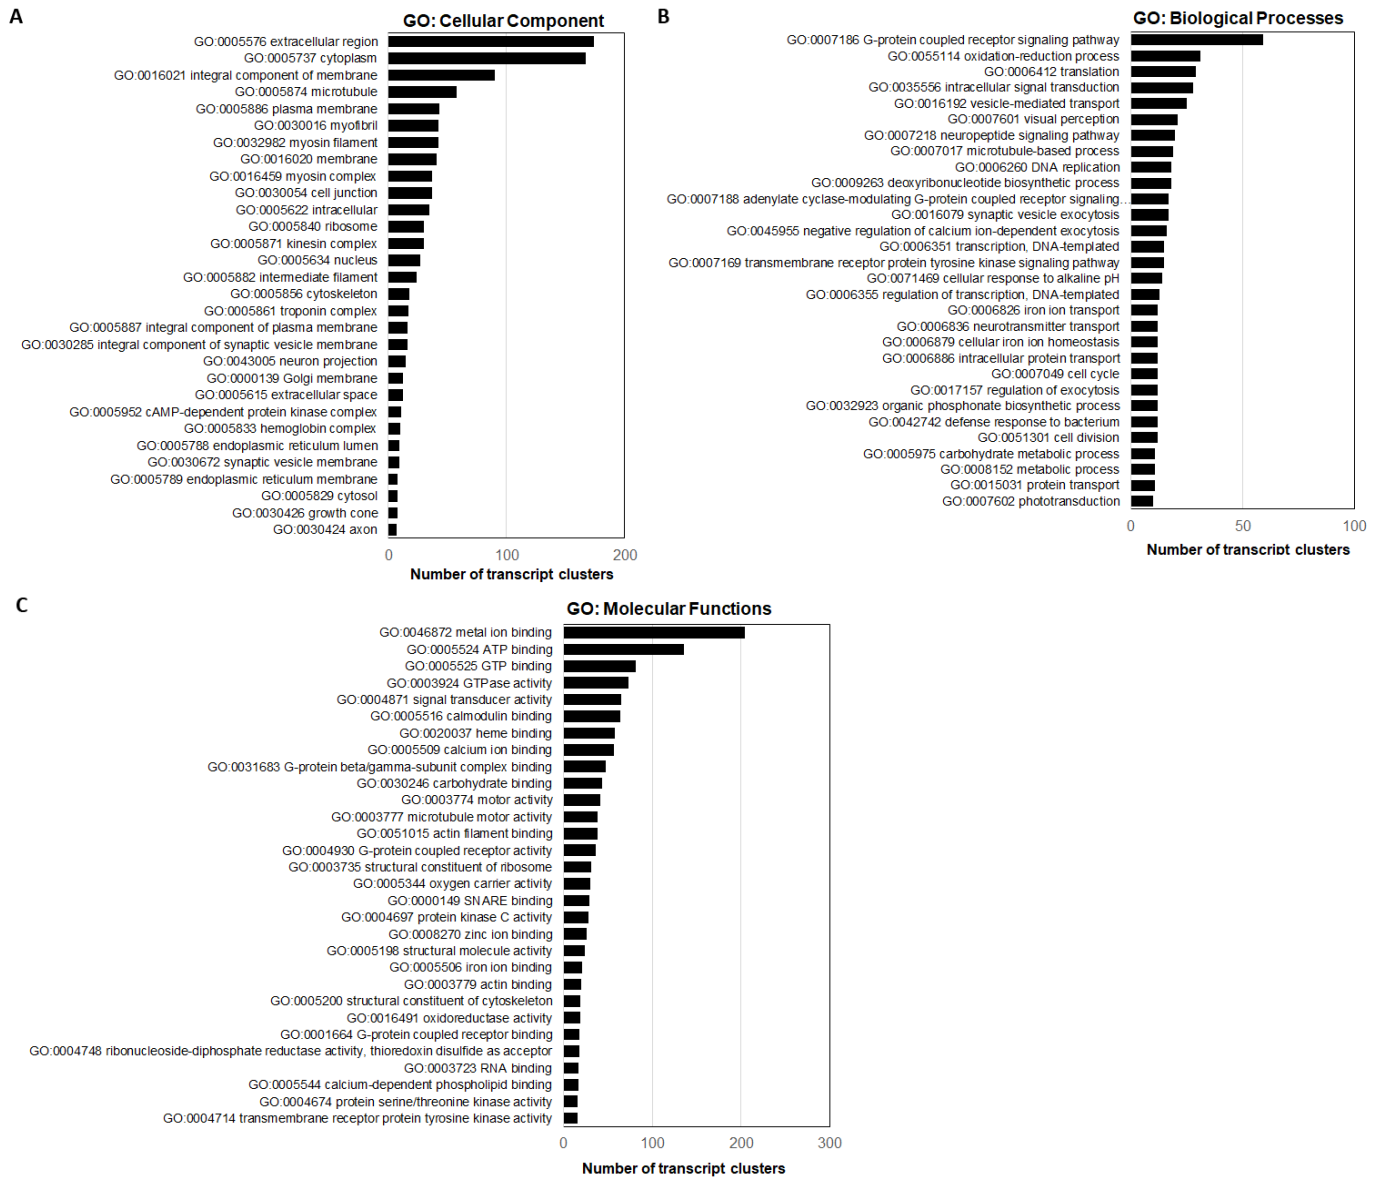 A
GO: Cellular Component
GO:0005576 extracellular region
GO:0005737 cytoplasm
GO:0016021 integral component of membrane
GO:0005874 microtubule
GO:0005886 plasma membrane
GO:0030016 myofibril
GO:0032982 myosin filament
GO:0016020 membrane
GO:0016459 myosin complex
GO:0030054 cell junction
GO:0005622 intracellular
GO:0005840 ribosome
GO:0005871 kinesin complex
GO:0005634 nucleus
GO:0005882 intermediate filament
GO:0005856 cytoskeleton
GO:0005861 troponin complex
GO:0005887 integral component of plasma membrane
GO:0030285 integral component of synaptic vesicle membrane
GO:0043005 neuron projection
GO:0000139 Golgi membrane
GO:0005615 extracellular space
GO:0005952 cAMP-dependent protein kinase complex
GO:0005833 hemoglobin complex
GO:0005788 endoplasmic reticulum lumen
GO:0030672 synaptic vesicle membrane
GO:0005789 endoplasmic reticulum membrane
GO:0005829 cytosol
GO:0030426 growth cone
GO:0030424 axon
0 100 200
Number of transcript clusters
B
GO: Biological Processes
GO:0007186 G-protein coupled receptor signaling pathway
GO:0055114 oxidation-reduction process
GO:0006412 translation
GO:0035556 intracellular signal transduction
GO:0016192 vesicle-mediated transport
GO:0007601 visual perception
GO:0007218 neuropeptide signaling pathway
GO:0007017 microtubule-based process
GO:0006260 DNA replication
GO:0009263 deoxyribonucleotide biosynthetic process
GO:0007188 adenylate cyclase-modulating G-protein coupled receptor signaling...
GO:0016079 synaptic vesicle exocytosis
GO:0045955 negative regulation of calcium ion-dependent exocytosis
GO:0006351 transcription, DNA-templated
GO:0007169 transmembrane receptor protein tyrosine kinase signaling pathway
GO:0071469 cellular response to alkaline pH
GO:0006355 regulation of transcription, DNA-templated
GO:0006826 iron ion transport
GO:0006836 neurotransmitter transport
GO:0006879 cellular iron ion homeostasis
GO:0006886 intracellular protein transport
GO:0007049 cell cycle
GO:0017157 regulation of exocytosis
GO:0032923 organic phosphonate biosynthetic process
GO:0042742 defense response to bacterium
GO:0051301 cell division
GO:0005975 carbohydrate metabolic process
GO:0008152 metabolic process
GO:0015031 protein transport
GO:0007602 phototransduction
0 50 100
Number of transcript clusters
C
GO: Molecular Functions
GO:0046872 metal ion binding
GO:0005524 ATP binding
GO:0005525 GTP binding
GO:0003924 GTPase activity
GO:0004871 signal transducer activity
GO:0005516 calmodulin binding
GO:0020037 heme binding
GO:0005509 calcium ion binding
GO:0031683 G-protein beta/gamma-subunit complex binding
GO:0030246 carbohydrate binding
GO:0003774 motor activity
GO:0003777 microtubule motor activity
GO:0051015 actin filament binding
GO:0004930 G-protein coupled receptor activity
GO:0003735 structural constituent of ribosome
GO:0005344 oxygen carrier activity
GO:0000149 SNARE binding
GO:0004697 protein kinase C activity
GO:0008270 zinc ion binding
GO:0005198 structural molecule activity
GO:0005506 iron ion binding
GO:0003779 actin binding
GO:0005200 structural constituent of cytoskeleton
GO:0016491 oxidoreductase activity
GO:0001664 G-protein coupled receptor binding
GO:0004748 ribonucleoside-diphosphate reductase activity, thioredoxin disulfide as acceptor
GO:0003723 RNA binding
GO:0005544 calcium-dependent phospholipid binding
GO:0004674 protein serine/threonine kinase activity
GO:0004714 transmembrane receptor protein tyrosine kinase activity
0 100 200 300
Number of transcript clusters